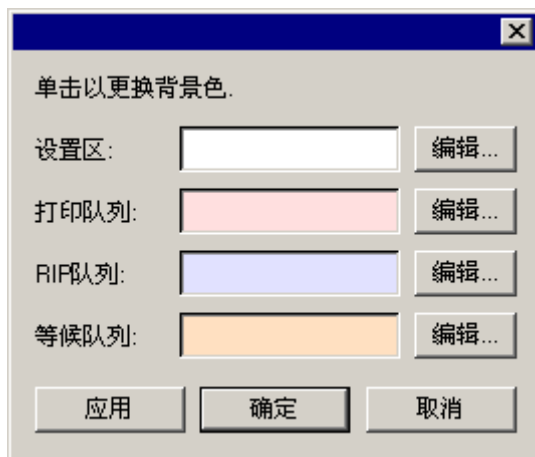 单击以更换背景色.
设置区: 编辑...
打印队列: 编辑...
RIP队列: 编辑...
等候队列: 编辑...
应用 确定 取消